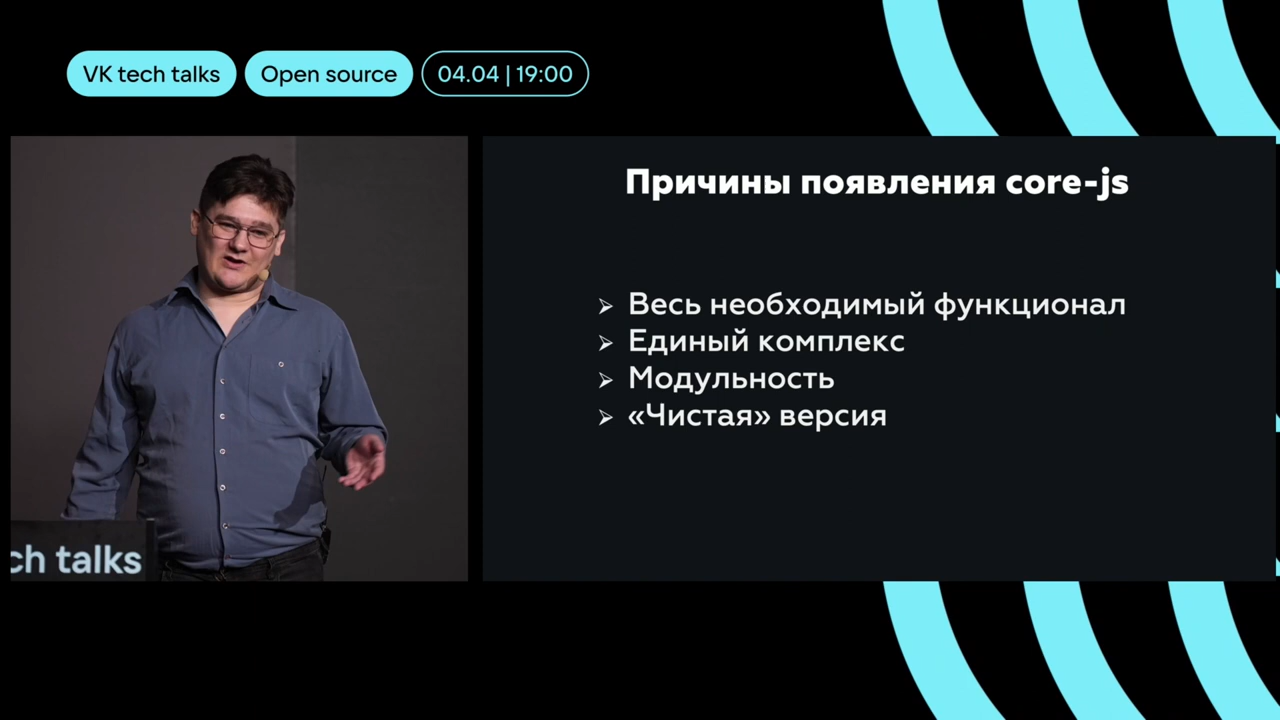 VK tech talks
Open source
04.04 | 19:00
Причины появления core-js
Весь необходимый функционал
Единый комплекс
Модульность
«Чистая» версия
ch talks